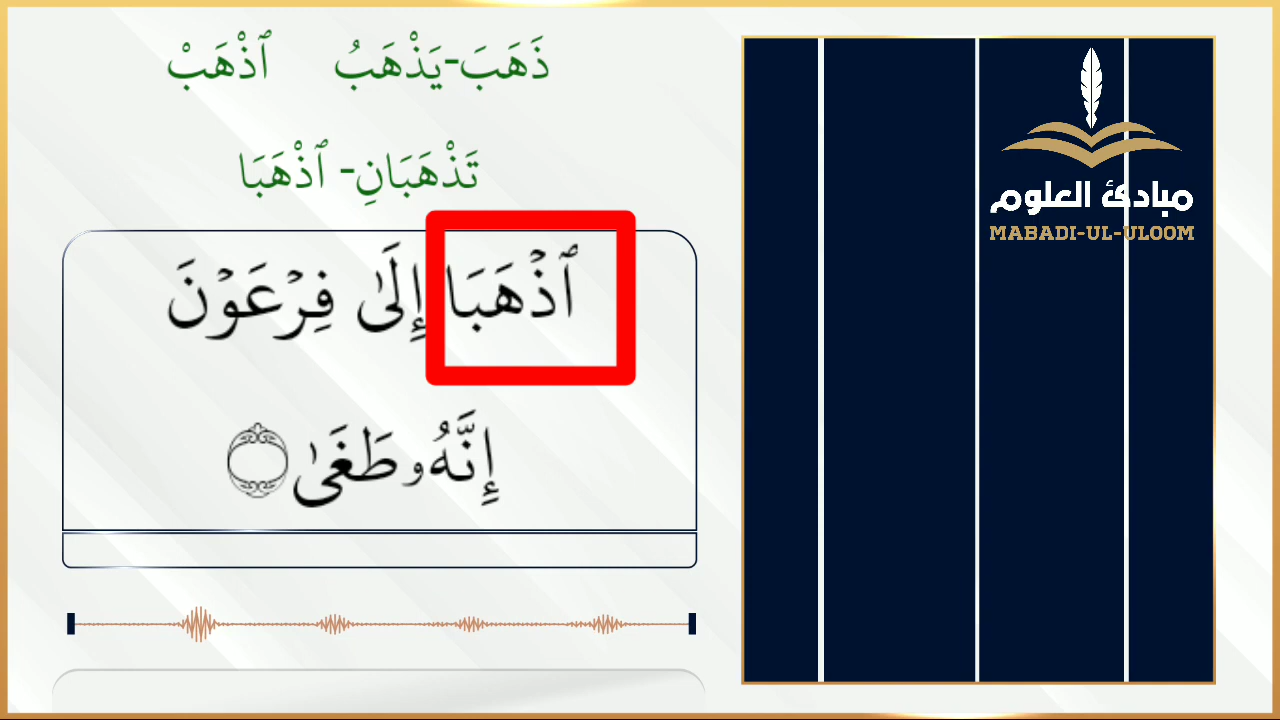 ذَهَبَ-يَذْهَبُ ٱذْهَبْ
تَذْهَبَانِ- ٱذْهَبَا
ٱذۡهَبَآ إِلَىٰ فِرۡعَوۡنَ
إِنَّهُۥ طَغَىٰ
مبادئ العلوم
MABADI-UL-ULOOM